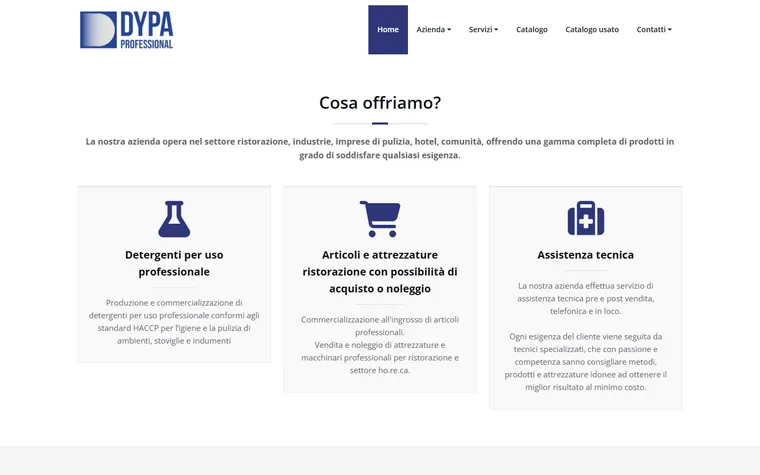 DYPA
PROFESSIONAL
Home
Azienda
Servizi
Catalogo
Catalogo usato
Contatti
Cosa offriamo?
La nostra azienda opera nel settore ristorazione, industrie, imprese di pulizia, hotel, comunità, offrendo una gamma completa di prodotti in
grado di soddisfare qualsiasi esigenza.
Detergenti per uso
professionale
Produzione e commercializzazione di
detergenti per uso professionale conformi agli
standard HACCP per l'igiene e la pulizia di
ambienti, stoviglie e indumenti
Articoli e attrezzature
ristorazione con possibilità di
acquisto o noleggio
Commercializzazione all'ingrosso di articoli
professionali.
Vendita e noleggio di attrezzature e
macchinari professionali per ristorazione e
settore ho.re.ca.
Assistenza tecnica
La nostra azienda effettua servizio di
assistenza tecnica pre e post vendita,
telefonica e in loco.
Ogni esigenza del cliente viene seguita da
tecnici specializzati, che con passione e
competenza sanno consigliare metodi,
prodotti e attrezzature idonee ad ottenere il
miglior risultato al minimo costo.